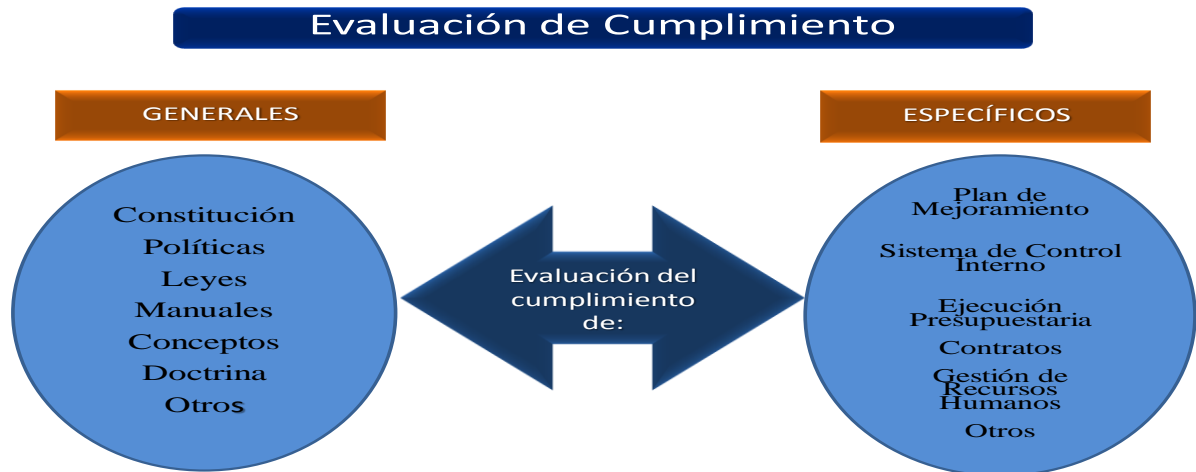 Evaluación de Cumplimiento
GENERALES
Constitución
Políticas
Leyes
Manuales
Conceptos
Doctrina
Otros
Evaluación del
cumplimiento
de:
ESPECÍFICOS
Plan de
Mejoramiento
Sistema de Control
Interno
Ejecución
Presupuestaria
Contratos
Gestión de
Recursos
Humanos
Otros